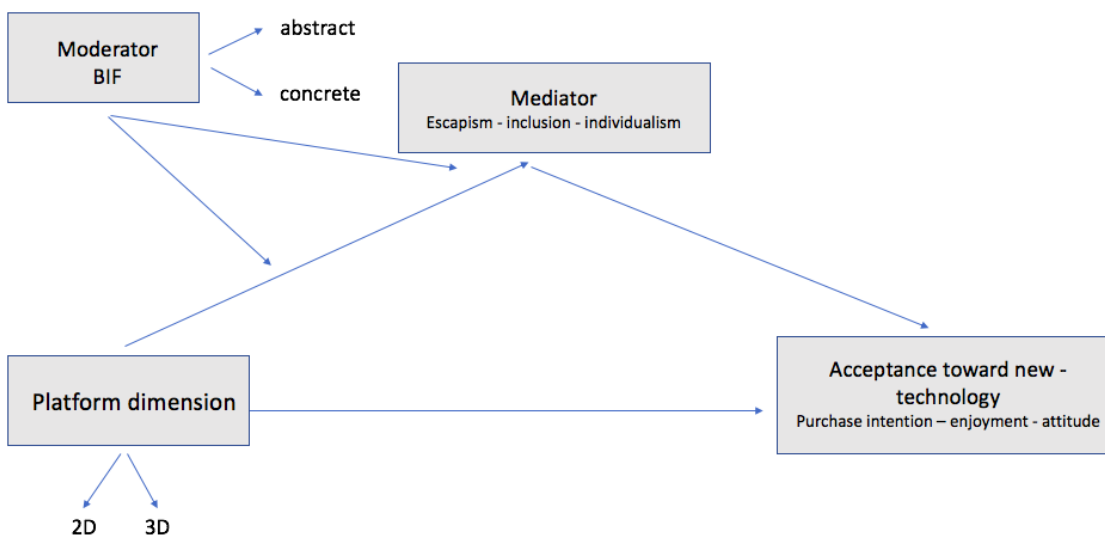 Moderator
BIF
abstract
concrete
Mediator
Escapism - inclusion - individualism
Platform dimension
2D
3D
Acceptance toward new -
technology
Purchase intention – enjoyment - attitude